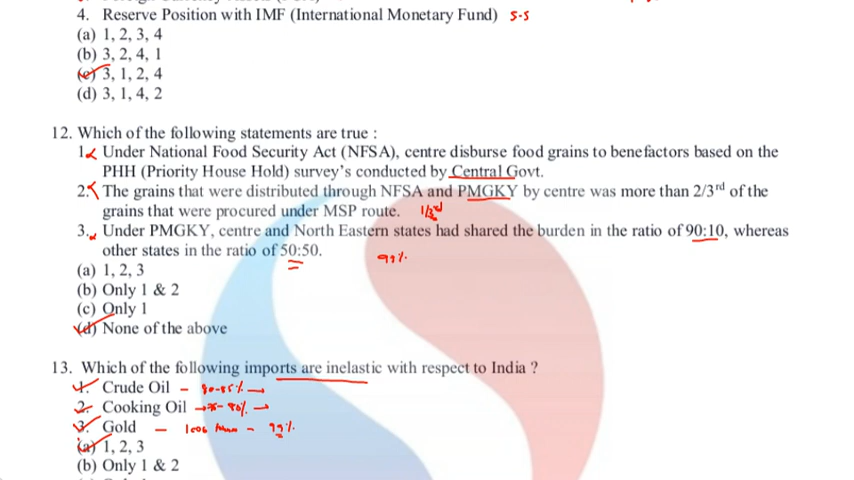 4. Reserve Position with IMF (International Monetary Fund) 5.5
(a) 1, 2, 3, 4
(b) 3, 2, 4, 1
(c) 3, 1, 2, 4
(d) 3, 1, 4, 2
12. Which of the following statements are true :
1. Under National Food Security Act (NFSA), centre disburse food grains to benefactors based on the
PHH (Priority House Hold) survey's conducted by Central Govt.
2. The grains that were distributed through NFSA and PMGKY by centre was more than 2/3rd of the
grains that were procured under MSP route. 1/3rd
3. Under PMGKY, centre and North Eastern states had shared the burden in the ratio of 90:10, whereas
other states in the ratio of 50:50. 99%
(a) 1, 2, 3
(b) Only 1 & 2
(c) Only 1
(d) None of the above
13. Which of the following imports are inelastic with respect to India ?
1. Crude Oil – 80-85% →
2. Cooking Oil → 80% →
3. Gold – – 99%
(a) 1, 2, 3
(b) Only 1 & 2